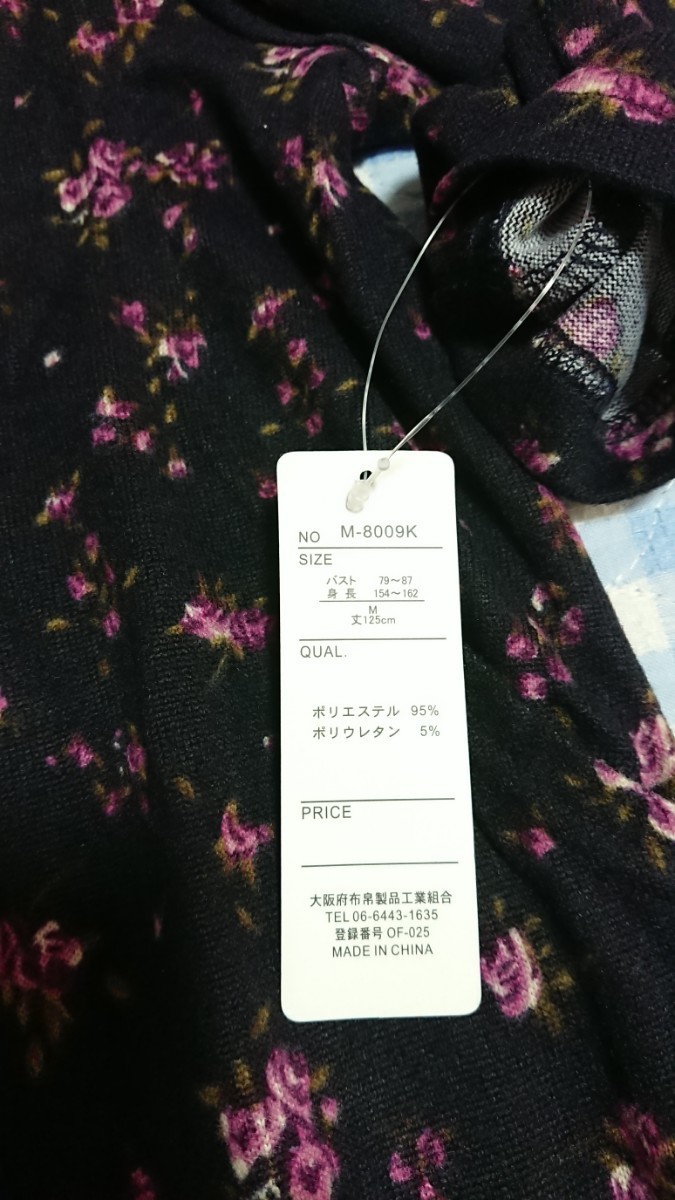 NO M-8009K
SIZE
バスト 79～87
身長 154～162
M
丈125cm
QUAL.
ポリエステル 95%
ポリウレタン 5%
PRICE
大阪府布帛製品工業組合
TEL 06-6443-1635
登録番号 OF-025
MADE IN CHINA